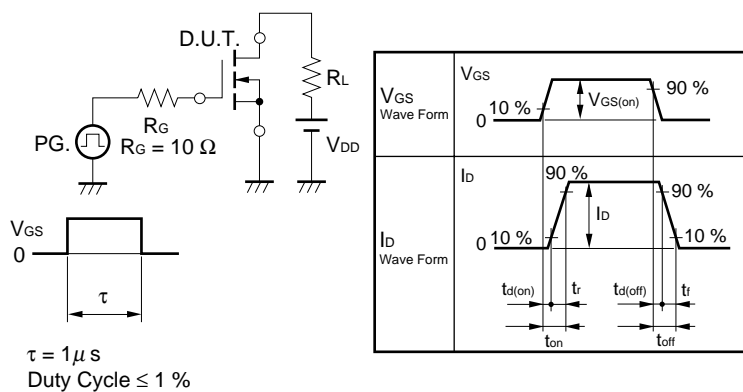 D.U.T.
RL
RG
RG = 10 Ω
PG.
VDD
VGS
0
τ
τ = 1μ s
Duty Cycle ≤ 1 %
VGS
Wave Form
VGS
10 %
0
VGS(on)
90 %
ID
Wave Form
ID
90 %
90 %
0
10 %
ID
10 %
td(on)
tr
td(off)
tf
ton
toff